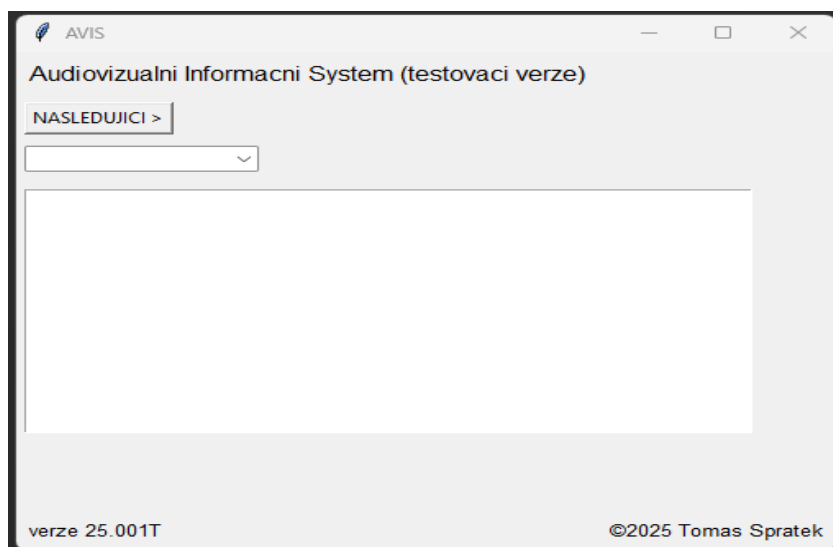 AVIS
Audiovizualni Informacni System (testovaci verze)
NASLEDUJICI >
verze 25.001T
©2025 Tomas Spratek